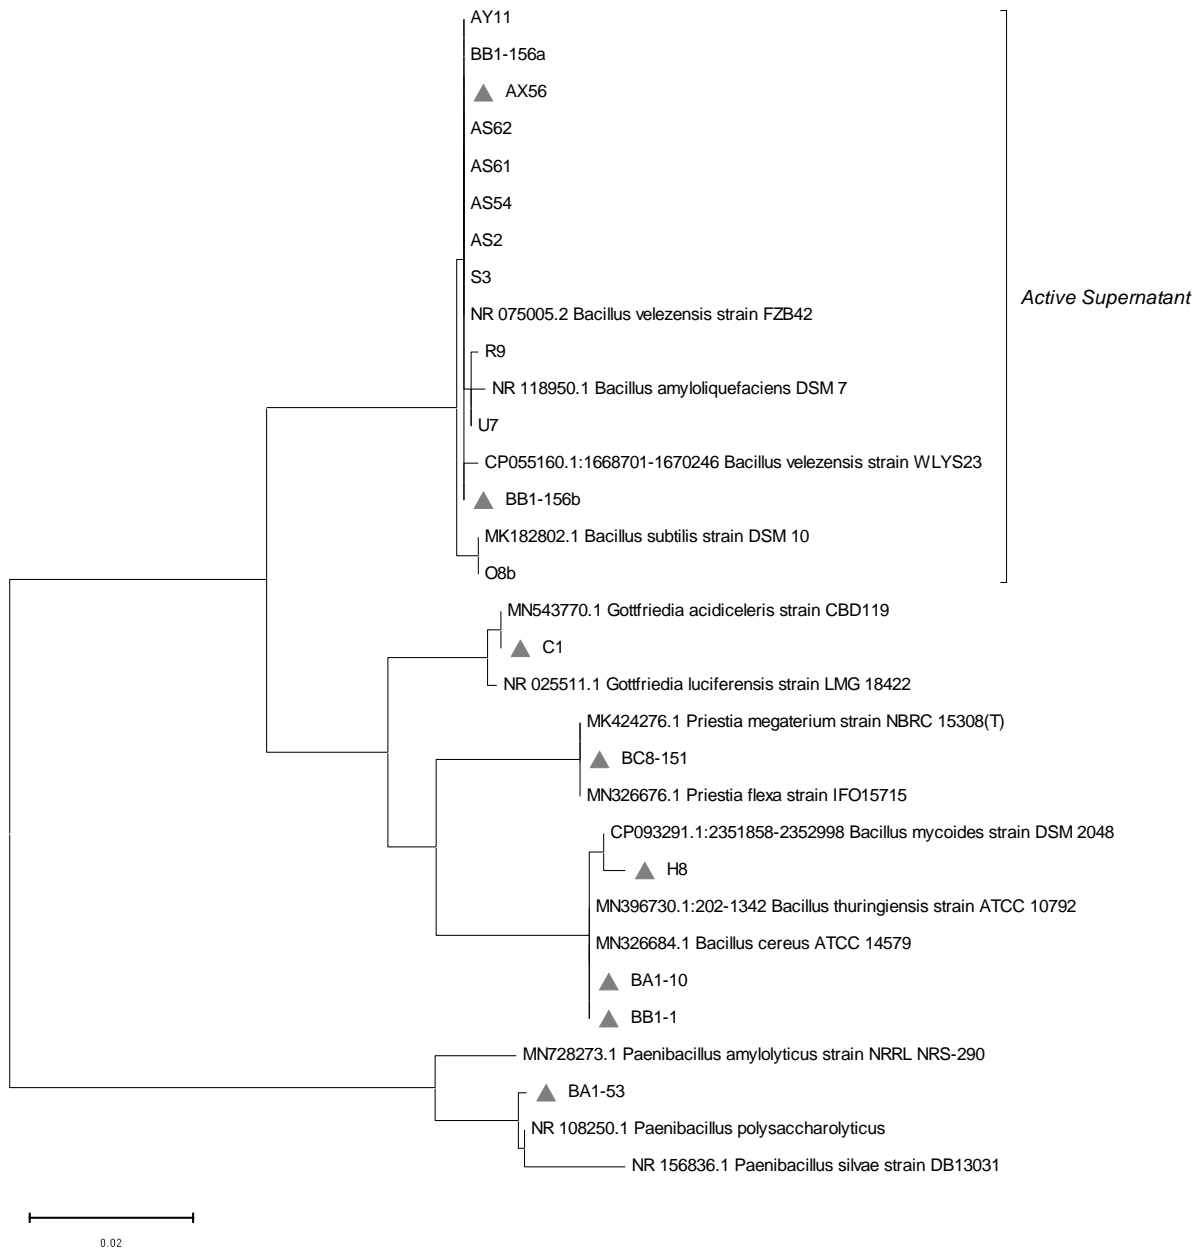 AY11
BB1-156a
AX56
AS62
AS61
AS54
AS2
S3
Active Supernatant
NR 075005.2 Bacillus velezensis strain FZB42
R9
NR 118950.1 Bacillus amyloliquefaciens DSM 7
U7
CP055160.1:1668701-1670246 Bacillus velezensis strain WLYS23
BB1-156b
MK182802.1 Bacillus subtilis strain DSM 10
O8b
MN543770.1 Gottfriedia acidiceleris strain CBD119
C1
NR 025511.1 Gottfriedia luciferensis strain LMG 18422
MK424276.1 Priestia megaterium strain NBRC 15308(T)
BC8-151
MN326676.1 Priestia flexa strain IFO15715
CP093291.1:2351858-2352998 Bacillus mycoides strain DSM 2048
H8
MN396730.1:202-1342 Bacillus thuringiensis strain ATCC 10792
MN326684.1 Bacillus cereus ATCC 14579
BA1-10
BB1-1
MN728273.1 Paenibacillus amylolyticus strain NRRL NRS-290
BA1-53
NR 108250.1 Paenibacillus polysaccharolyticus
NR 156836.1 Paenibacillus silvae strain DB13031
0.02